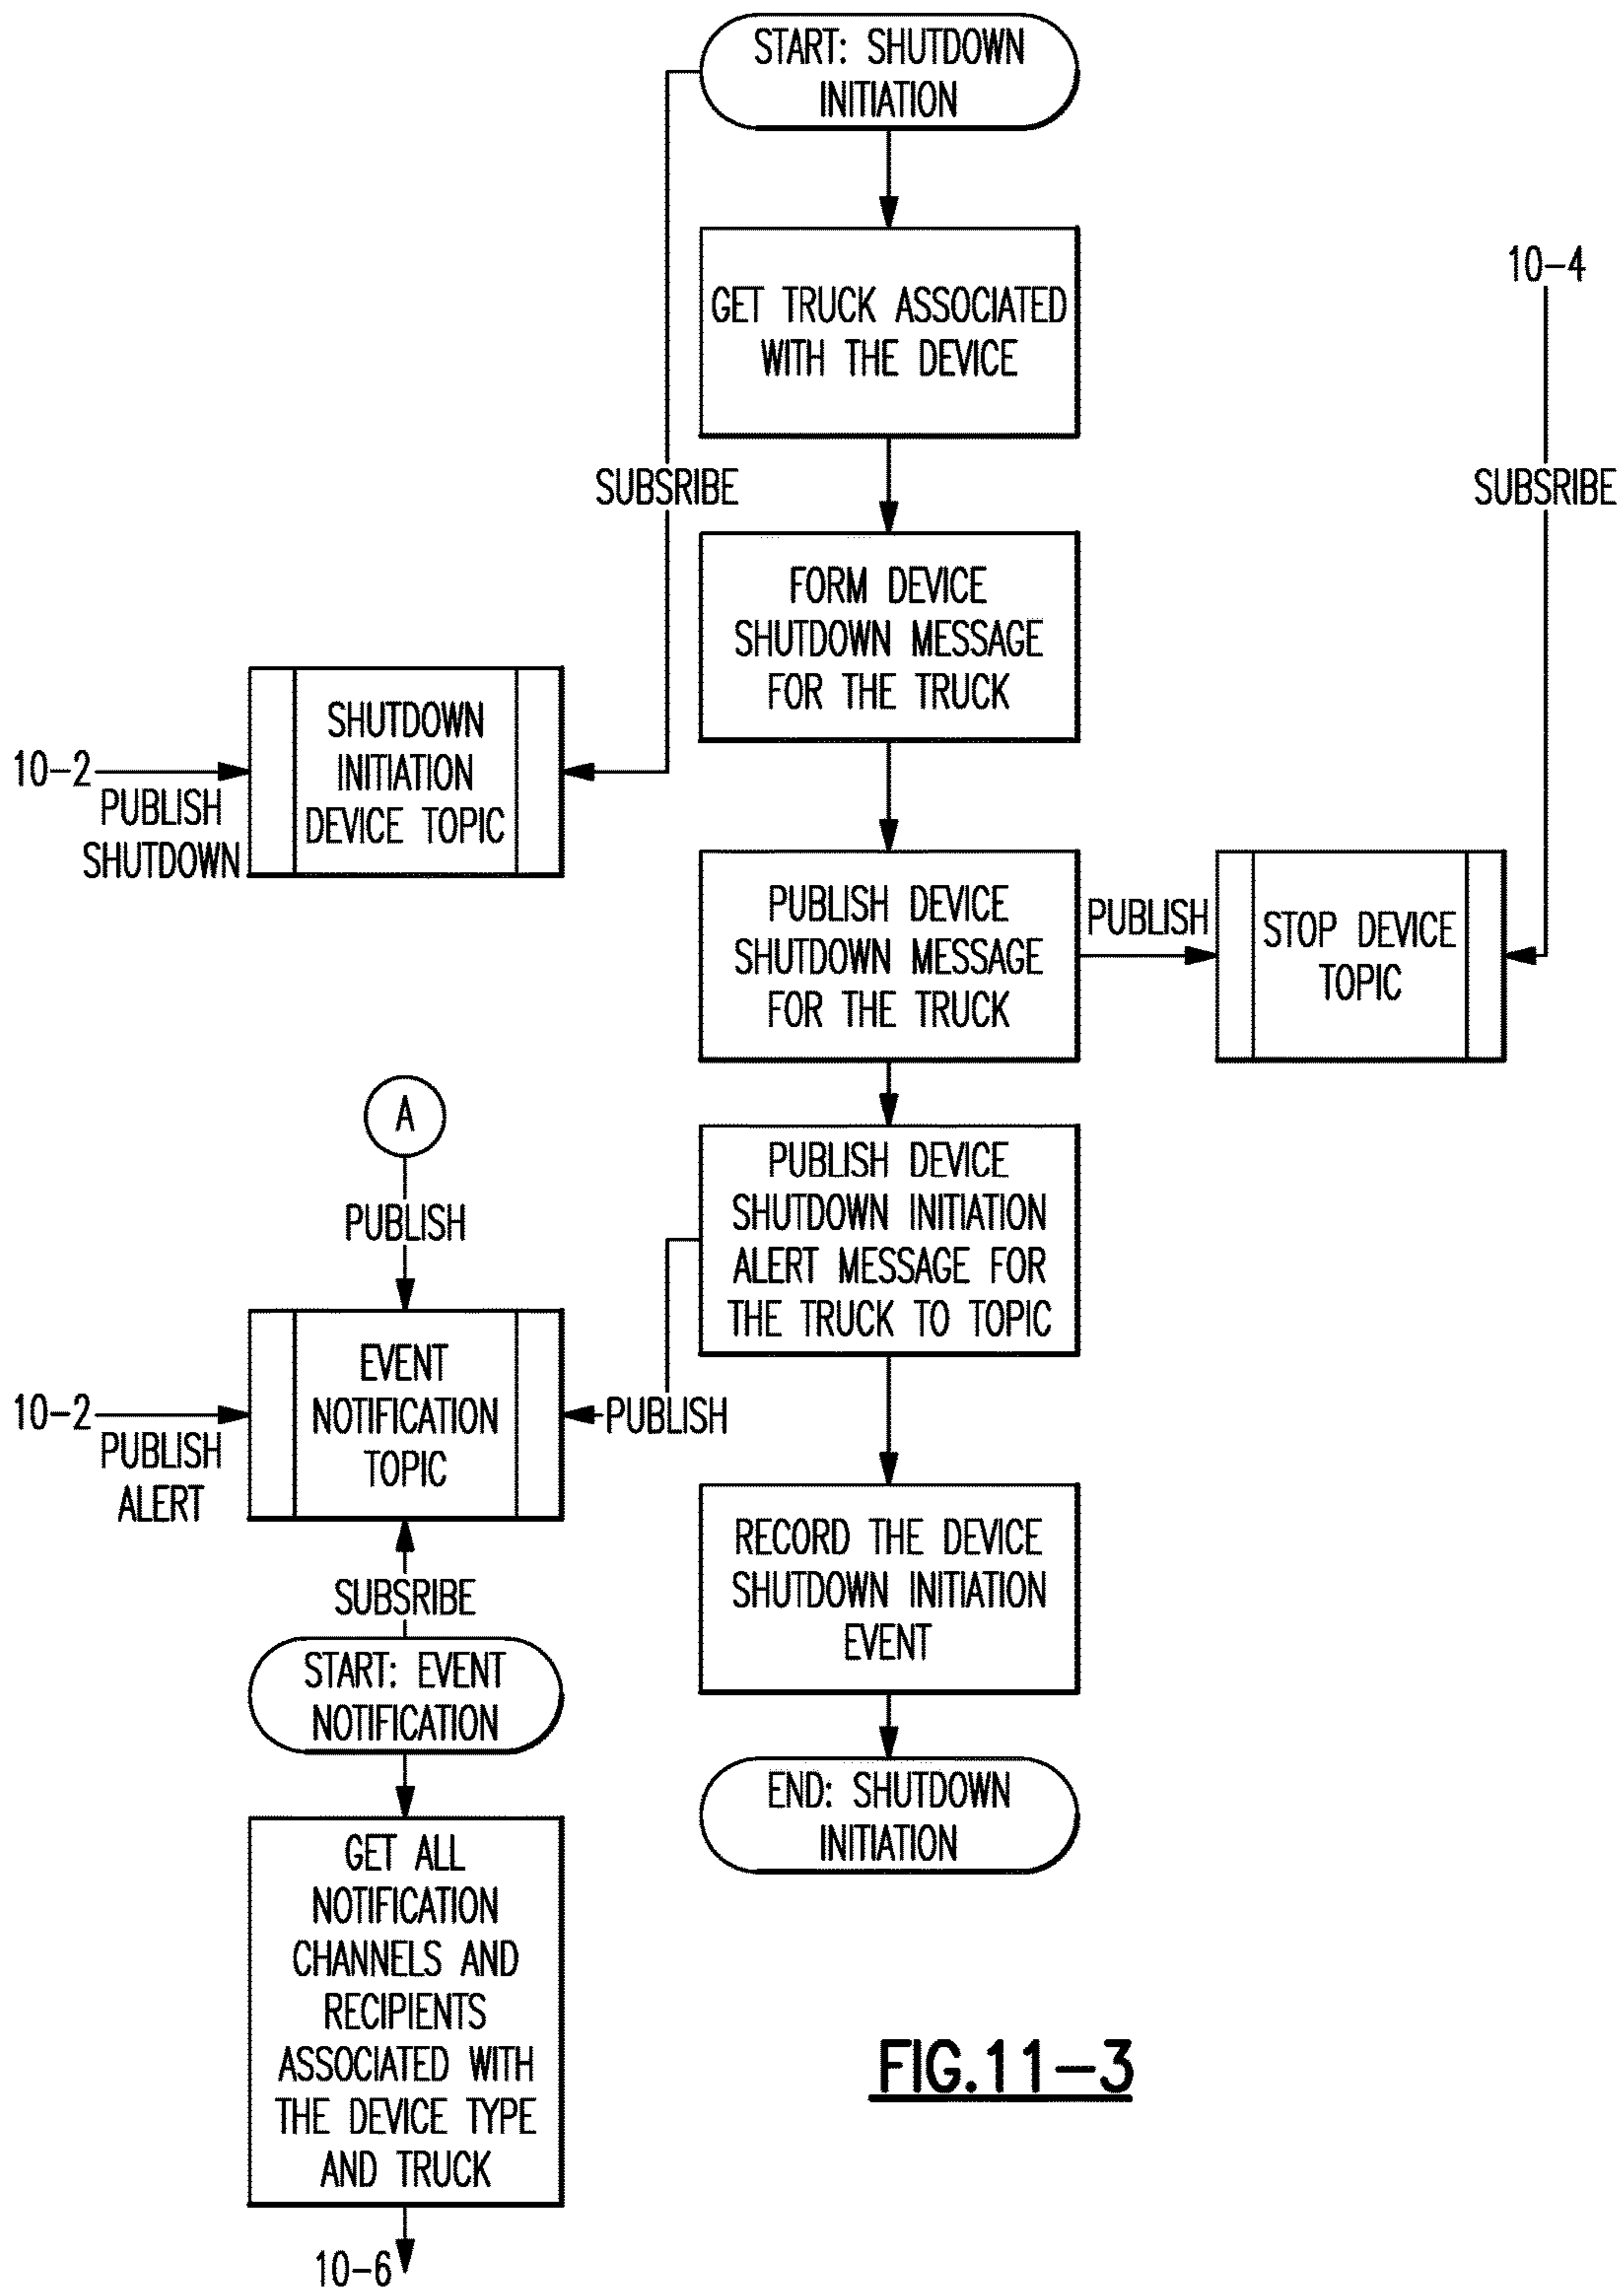 START: SHUTDOWN
INITIATION
GET TRUCK ASSOCIATED
WITH THE DEVICE
10-4
SUBSRIBE
SUBSRIBE
FORM DEVICE
SHUTDOWN MESSAGE
FOR THE TRUCK
SHUTDOWN
INITIATION
DEVICE TOPIC
10-2
PUBLISH
SHUTDOWN
PUBLISH DEVICE
SHUTDOWN MESSAGE
FOR THE TRUCK
PUBLISH
STOP DEVICE
TOPIC
A
PUBLISH
PUBLISH DEVICE
SHUTDOWN INITIATION
ALERT MESSAGE FOR
THE TRUCK TO TOPIC
EVENT
NOTIFICATION
TOPIC
10-2
PUBLISH
ALERT
PUBLISH
RECORD THE DEVICE
SHUTDOWN INITIATION
EVENT
SUBSRIBE
START: EVENT
NOTIFICATION
END: SHUTDOWN
INITIATION
GET ALL
NOTIFICATION
CHANNELS AND
RECIPIENTS
ASSOCIATED WITH
THE DEVICE TYPE
AND TRUCK
10-6
FIG.11-3